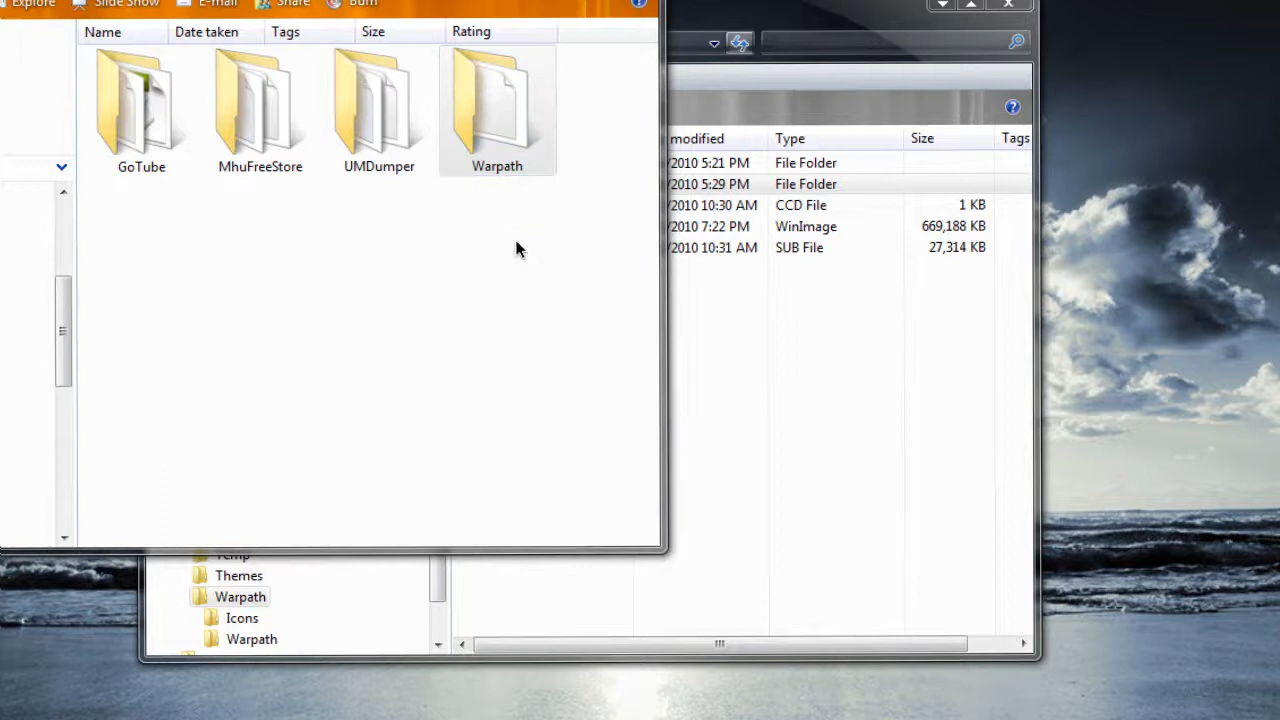 Explore Slide Show E-mail Share Burn
Name Date taken Tags Size Rating
GoTube MhuFreeStore UMDumper Warpath
modified Type Size Tags
/2010 5:21 PM File Folder
/2010 5:29 PM File Folder
/2010 10:30 AM CCD File 1 KB
/2010 7:22 PM WinImage 669,188 KB
/2010 10:31 AM SUB File 27,314 KB
Temp
Themes
Warpath
Icons
Warpath